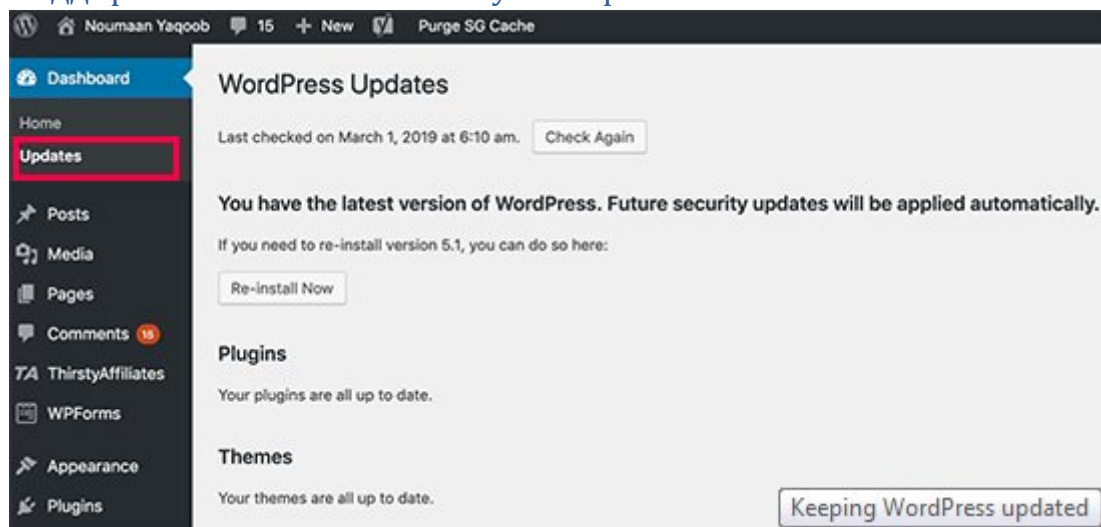 Noumaan Yaqoob 15 + New Purge SG Cache
Dashboard
Home
Updates
Posts
Media
Pages
Comments 15
TA ThirstyAffiliates
WPForms
Appearance
Plugins
WordPress Updates
Last checked on March 1, 2019 at 6:10 am. Check Again
You have the latest version of WordPress. Future security updates will be applied automatically.
If you need to re-install version 5.1, you can do so here:
Re-install Now
Plugins
Your plugins are all up to date.
Themes
Your themes are all up to date.
Keeping WordPress updated